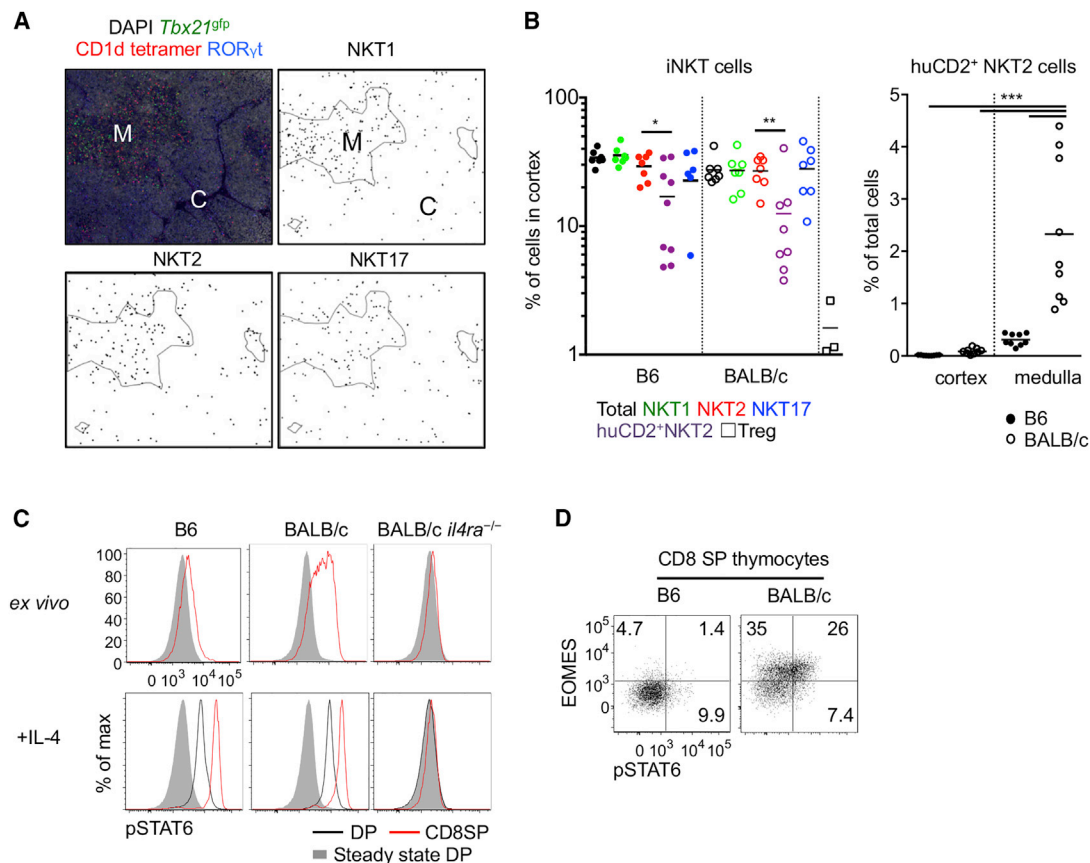 A
DAPI Tbx21gfp
CD1d tetramer RORγt
NKT1
M
C
M
C
NKT2
NKT17
B
iNKT cells
% of cells in cortex
100
10
1
B6
BALB/c
Total NKT1 NKT2 NKT17
huCD2+NKT2 □Treg
huCD2+ NKT2 cells
% of total cells
5
4
3
2
1
0
*
**
***
cortex
medulla
● B6
○ BALB/c
C
B6
BALB/c
BALB/c il4ra–/–
ex vivo
100
80
60
40
20
0
0 10³ 10⁴ 10⁵
+IL-4
% of max
pSTAT6
DP
CD8SP
Steady state DP
D
CD8 SP thymocytes
B6
BALB/c
EOMES
10⁵
10⁴
10³
0
4.7
1.4
9.9
35
26
7.4
0 10³ 10⁴ 10⁵
pSTAT6